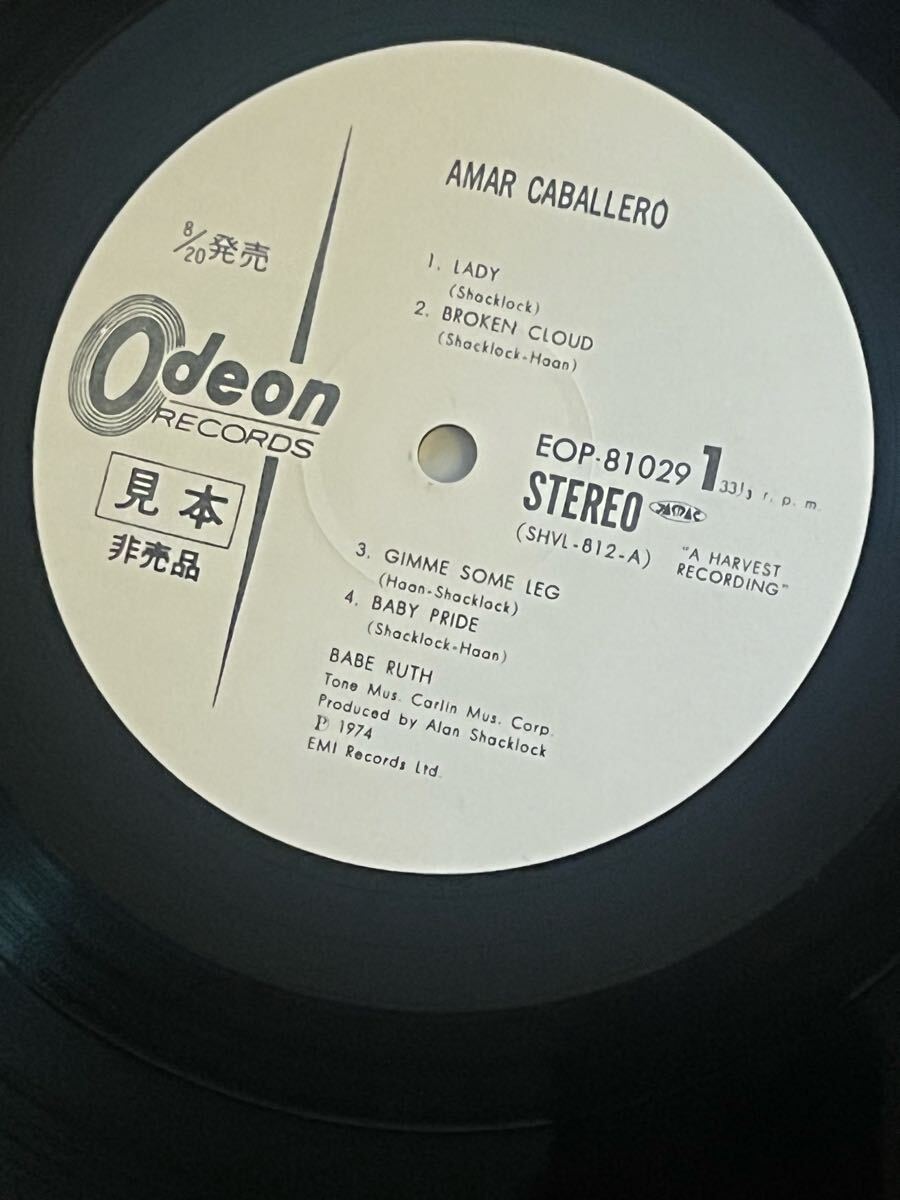 AMAR CABALLERO
8/20発売
1. LADY
(Shacklock)
2. BROKEN CLOUD
(Shacklock-Haan)
Odeon
RECORDS
見本
非売品
EOP-81029 1 33 1/3 r. p. m.
STEREO
(SHVL-812-A)
"A HARVEST
RECORDING"
3. GIMME SOME LEG
(Haan-Shacklock)
4. BABY PRIDE
(Shacklock-Haan)
BABE RUTH
Tone Mus. Carlin Mus. Corp.
Produced by Alan Shacklock
Ⓟ 1974
EMI Records Ltd.